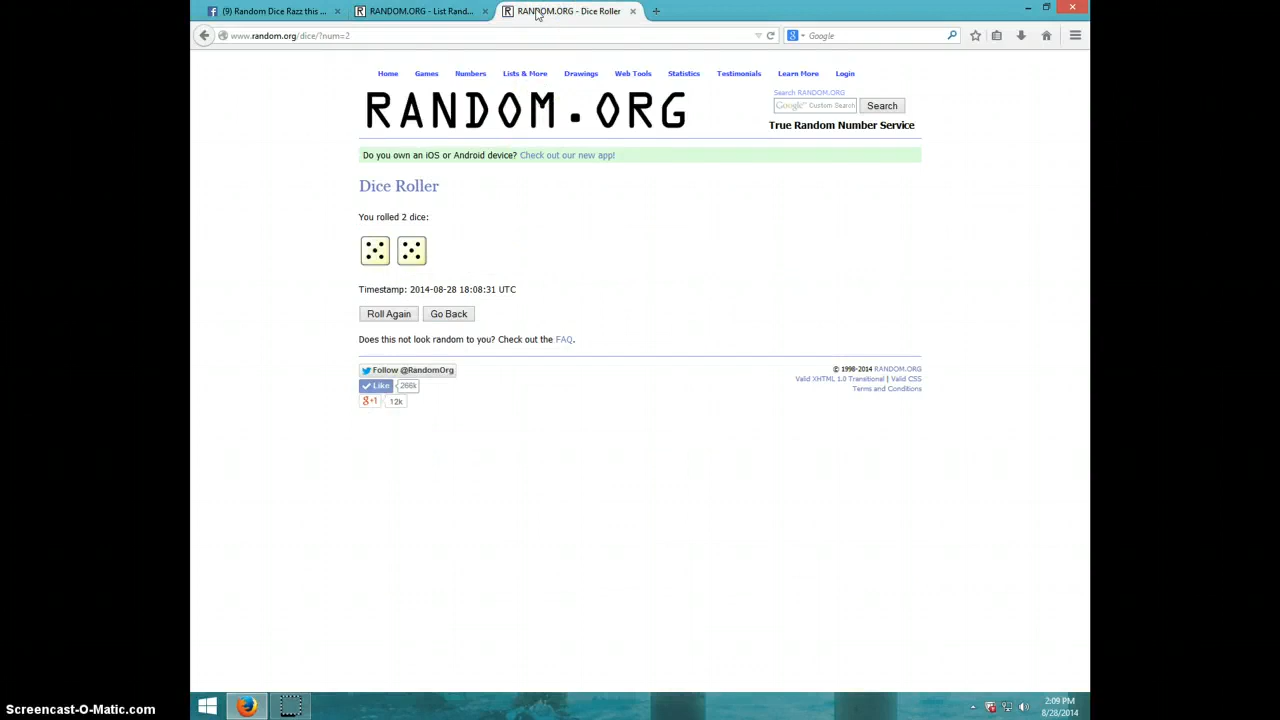 (9) Random Dice Razz this ...
RANDOM.ORG - List Rand...
RANDOM.ORG - Dice Roller
www.random.org/dice/?num=2
Google
Home Games Numbers Lists & More Drawings Web Tools Statistics Testimonials Learn More Login
RANDOM.ORG
Search RANDOM.ORG
Google™ Custom Search
Search
True Random Number Service
Do you own an iOS or Android device? Check out our new app!
Dice Roller
You rolled 2 dice:
Timestamp: 2014-08-28 18:08:31 UTC
Roll Again Go Back
Does this not look random to you? Check out the FAQ.
Follow @RandomOrg
Like 266k
+1 12k
© 1998-2014 RANDOM.ORG
Valid XHTML 1.0 Transitional | Valid CSS
Terms and Conditions
2:09 PM
8/28/2014
Screencast-O-Matic.com